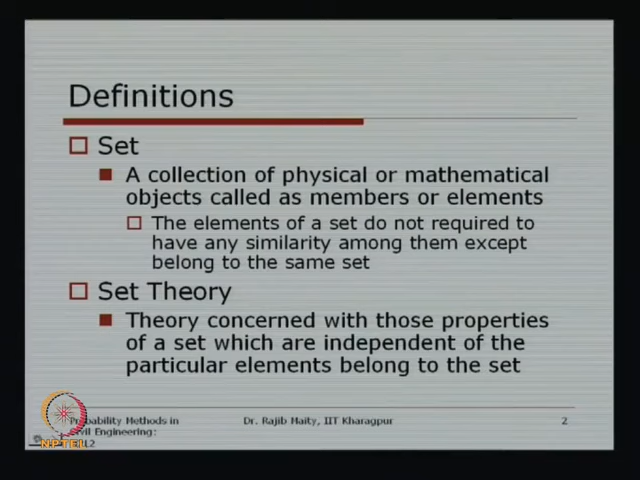 Definitions
Set
A collection of physical or mathematical
objects called as members or elements
The elements of a set do not required to
have any similarity among them except
belong to the same set
Set Theory
Theory concerned with those properties
of a set which are independent of the
particular elements belong to the set
Probability Methods in
Civil Engineering:
Dr. Rajib Maity, IIT Kharagpur
2
NPTEL